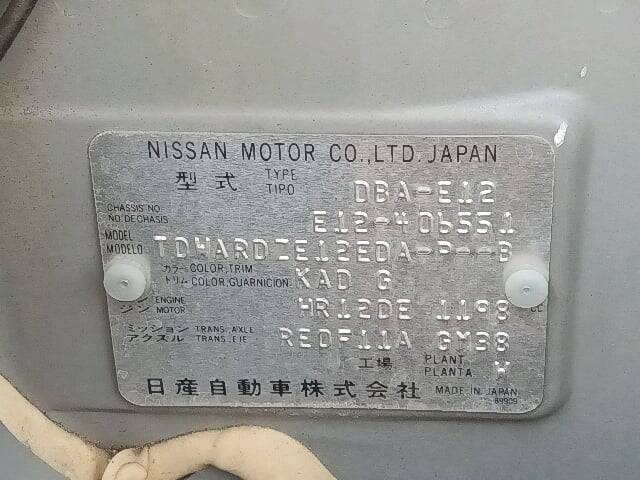 NISSAN MOTOR CO.,LTD. JAPAN
型式 TYPE TIPO DBA-E12
CHASSIS NO. NO. DECHASIS E12-406551
MODEL MODELO TDWARDZE12EDA-P--B
カラー COLOR,TRIM トリム COLOR,GUARNICION KAD G
ジン ENGINE ジン MOTOR HR12DE 1198 CC
ミッション TRANS.,AXLE アクスル TRANS.,EJE RE0F11A GM38
工場 PLANT PLANTA
日産自動車株式会社 MADE IN JAPAN
89909